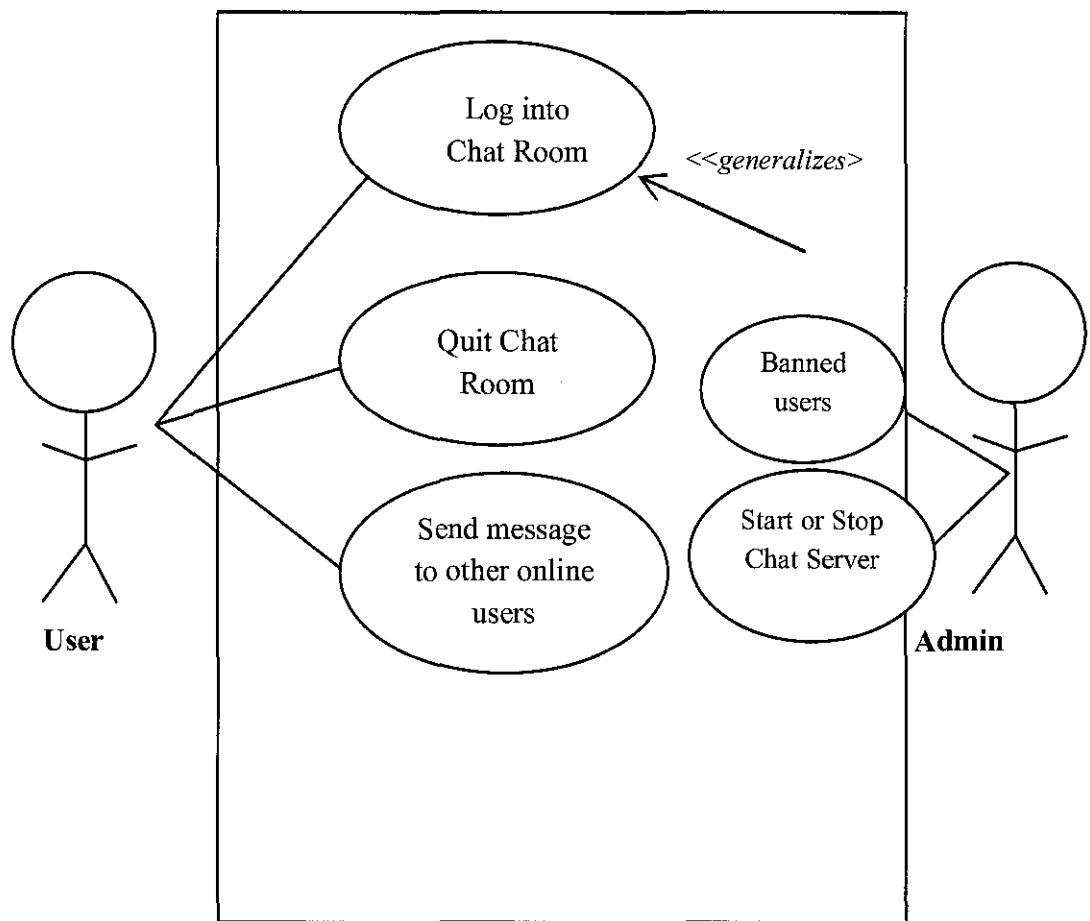 Log into
Chat Room
<<generalizes>
Quit Chat
Room
Banned
users
Send message
to other online
users
Start or Stop
Chat Server
User
Admin